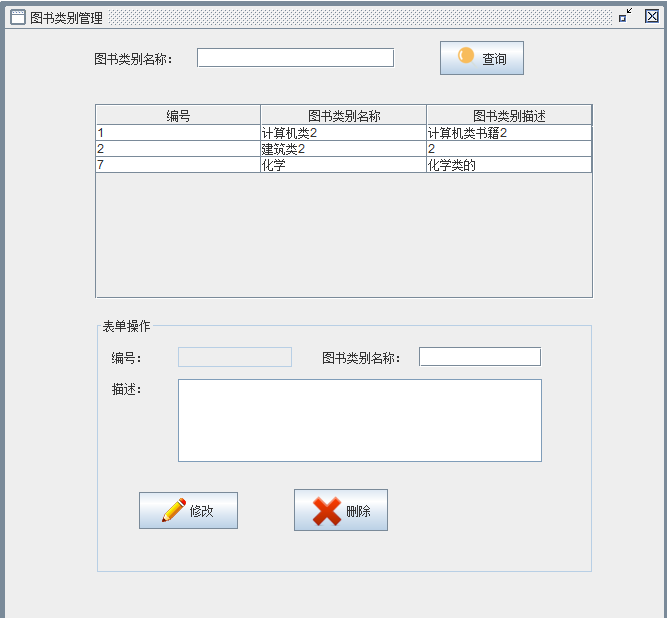 图书类别管理
图书类别名称： 查询
编号 图书类别名称 图书类别描述
1 计算机类2 计算机类书籍2
2 建筑类2 2
7 化学 化学类的
表单操作
编号： 图书类别名称：
描述：
修改 删除